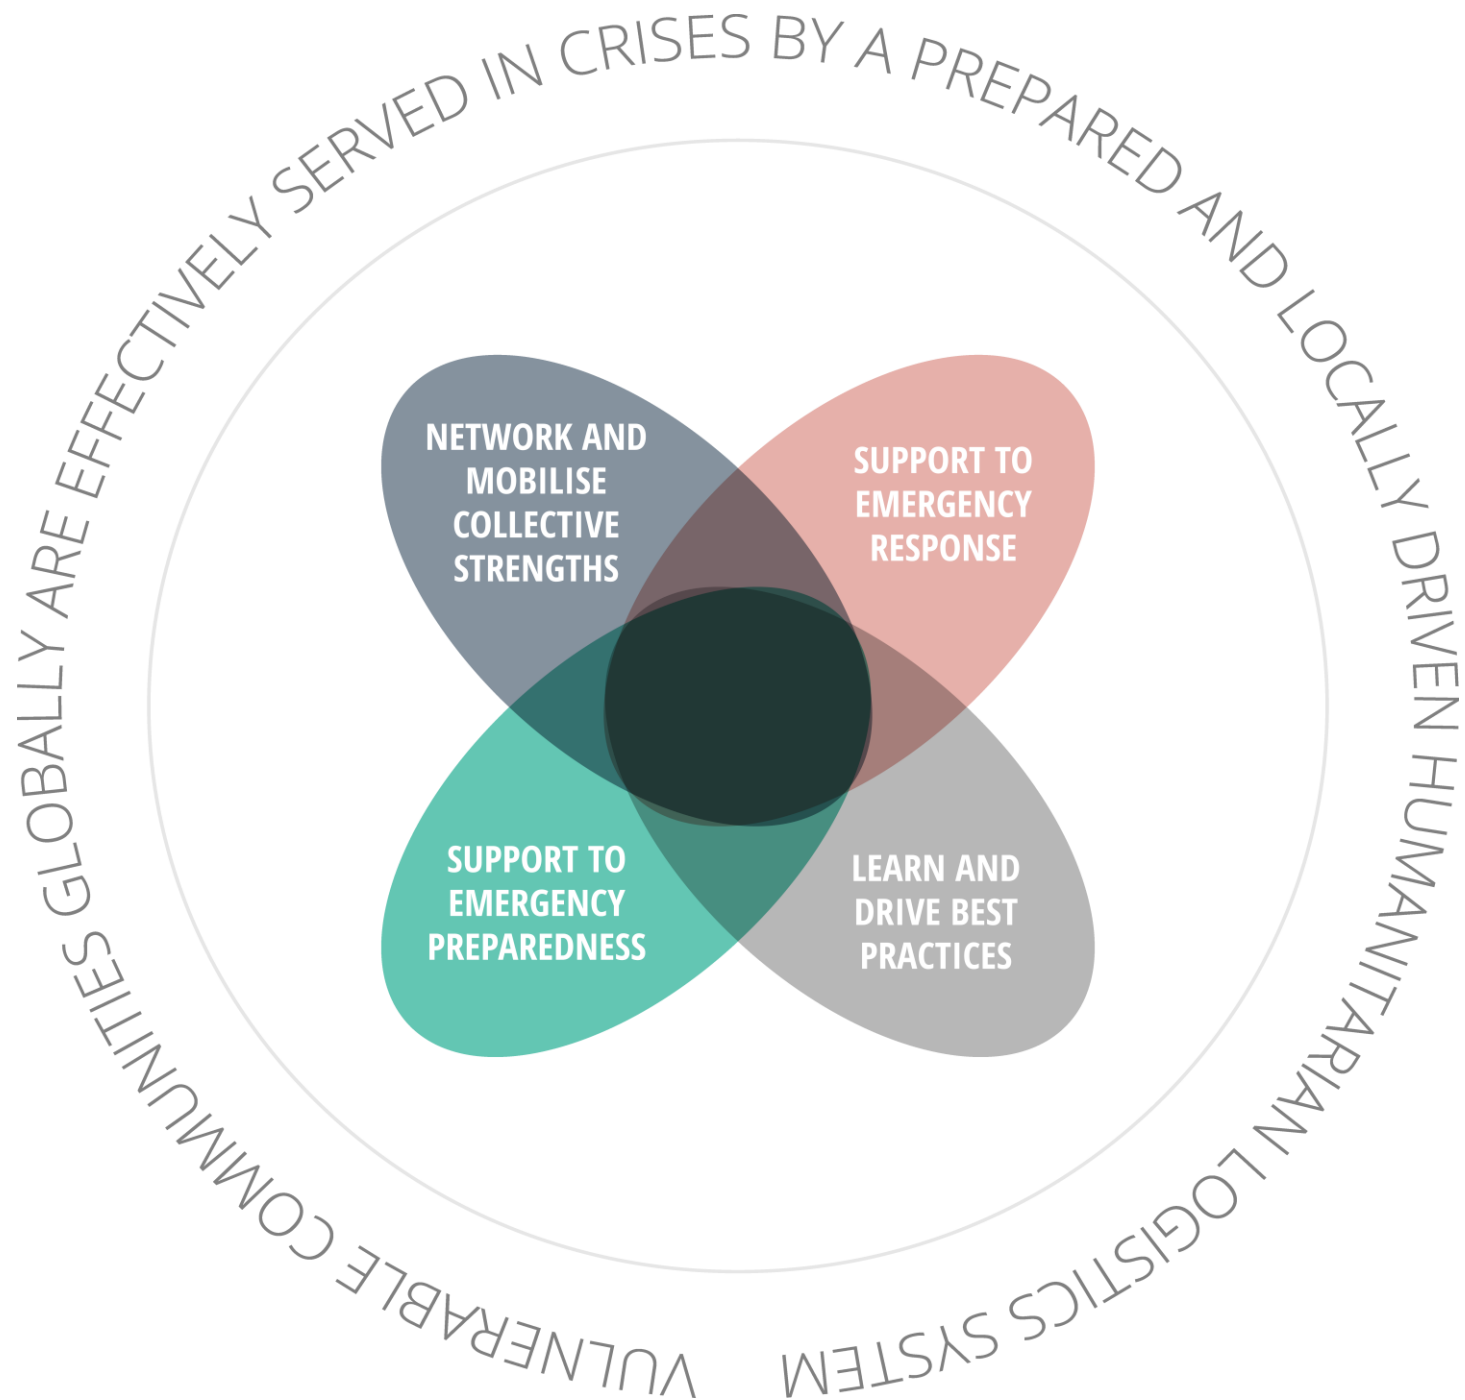 VULNERABLE COMMUNITIES GLOBALLY ARE EFFECTIVELY SERVED IN CRISES BY A PREPARED AND LOCALLY DRIVEN HUMANITARIAN LOGISTICS SYSTEM
NETWORK AND
MOBILISE
COLLECTIVE
STRENGTHS
SUPPORT TO
EMERGENCY
RESPONSE
SUPPORT TO
EMERGENCY
PREPAREDNESS
LEARN AND
DRIVE BEST
PRACTICES